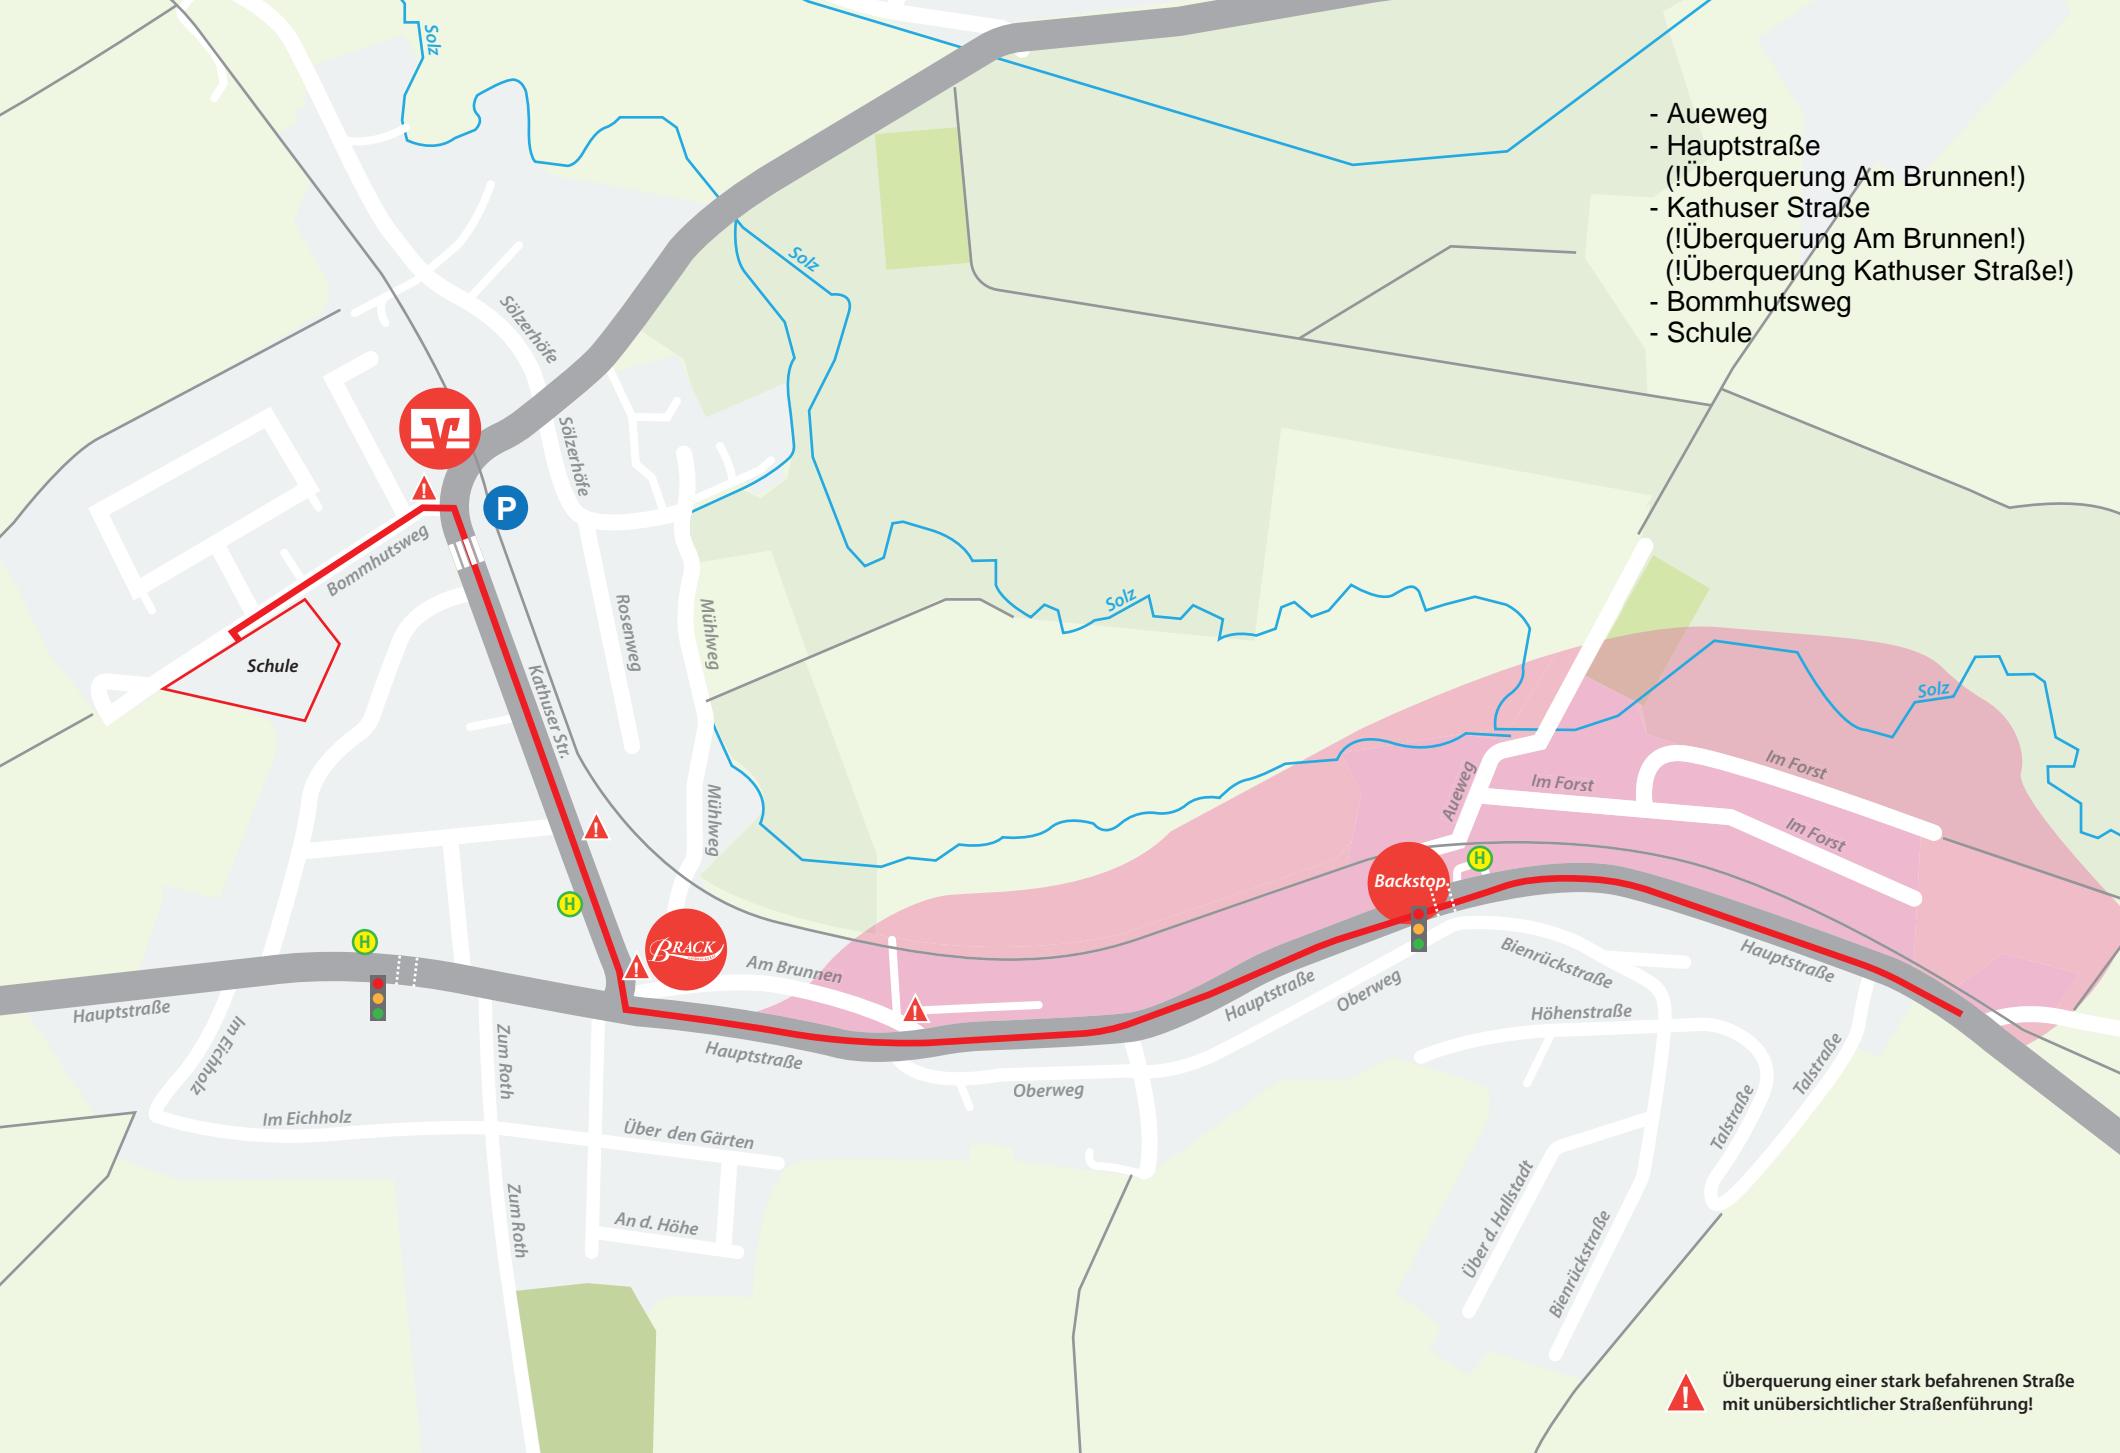 Solz
- Aueweg
- Hauptstraße
(!Überquerung Am Brunnen!)
- Kathuser Straße
(!Überquerung Am Brunnen!)
(!Überquerung Kathuser Straße!)
- Bommhutsweg
- Schule
Solz
Sölzerhöfe
Sölzerhöfe
!
P
Bommhutsweg
Rosenweg
Mühlweg
Solz
Schule
Kathuser Str.
Solz
Mühlweg
Aueweg
Im Forst
Im Forst
Im Forst
!
H
Backstop.
H
H
BRACK
!
Am Brunnen
!
Hauptstraße
Bienrückstraße
Hauptstraße
Oberweg
Hauptstraße
Höhenstraße
Im Eichholz
Zum Roth
Hauptstraße
Oberweg
Talstraße
Talstraße
Im Eichholz
Über den Gärten
Zum Roth
An d. Höhe
Über d. Hallstadt
Bienrückstraße
!
Überquerung einer stark befahrenen Straße
mit unübersichtlicher Straßenführung!